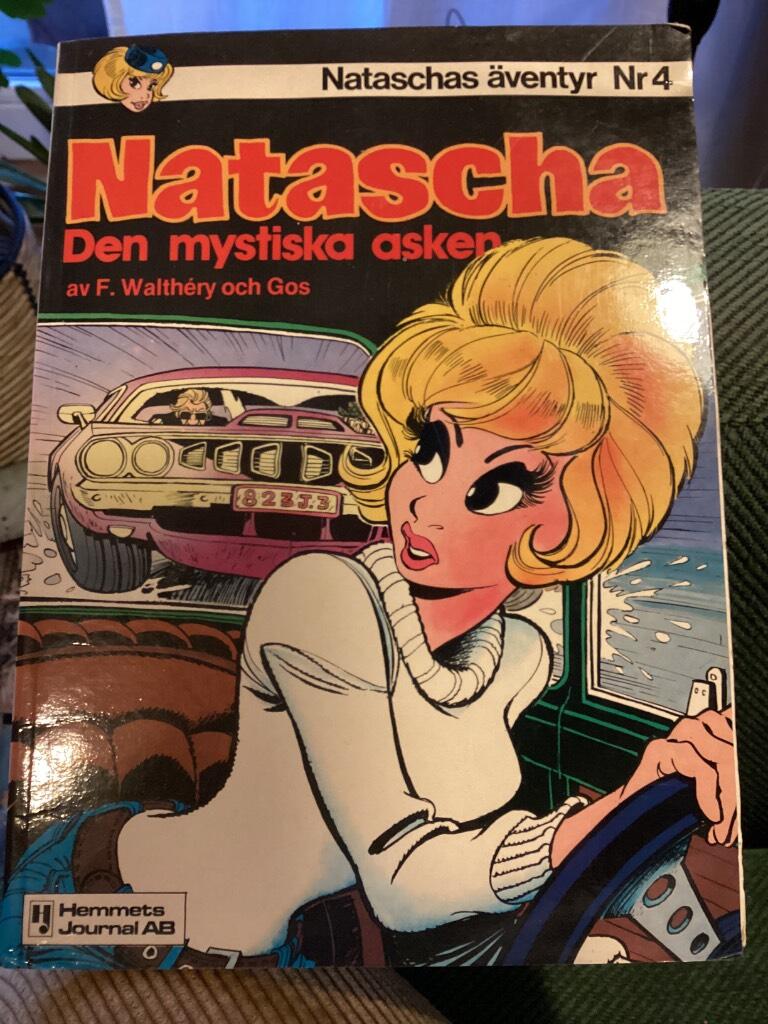 Nataschas äventyr Nr 4
Natascha
Den mystiska asken
av F. Walthéry och Gos
823J.3
H
Hemmets
Journal AB